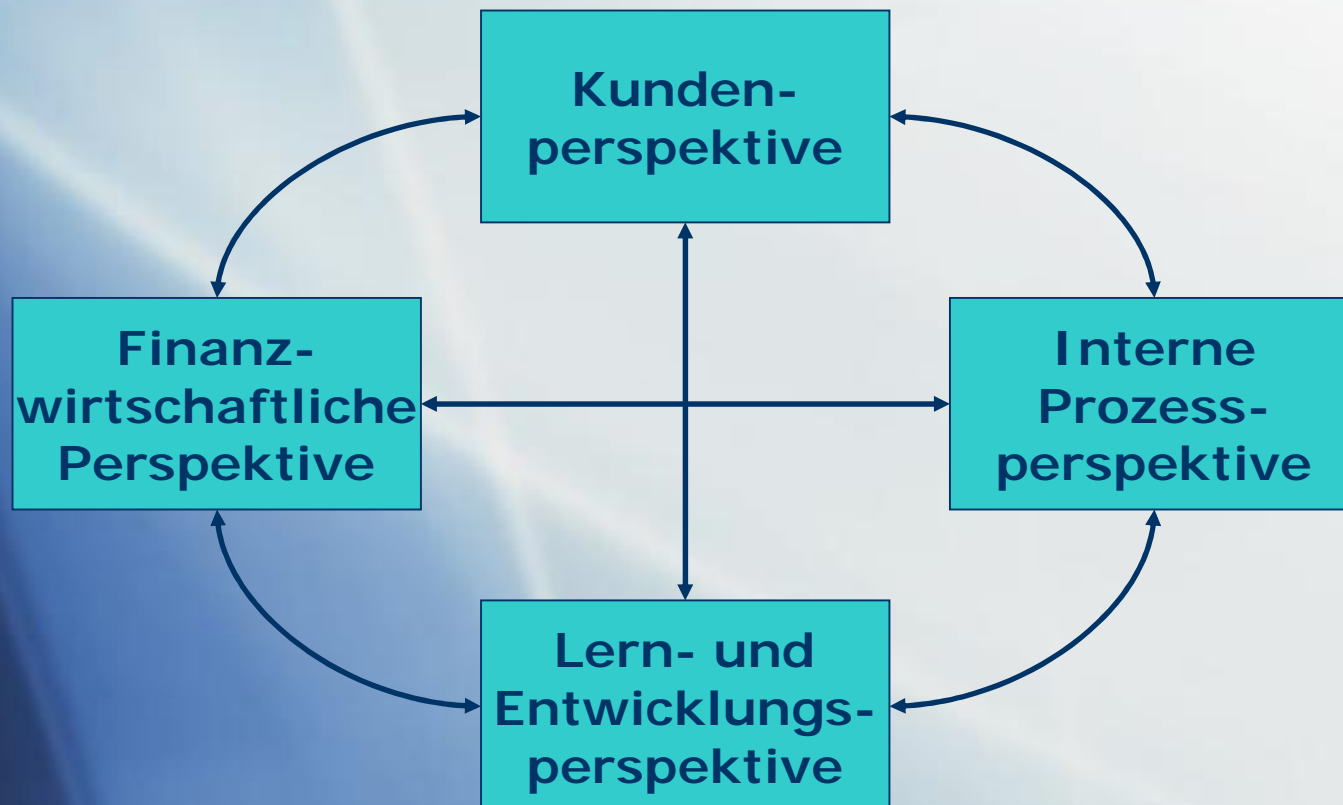 Kunden-
perspektive
Finanz-
wirtschaftliche
Perspektive
Interne
Prozess-
perspektive
Lern- und
Entwicklungs-
perspektive